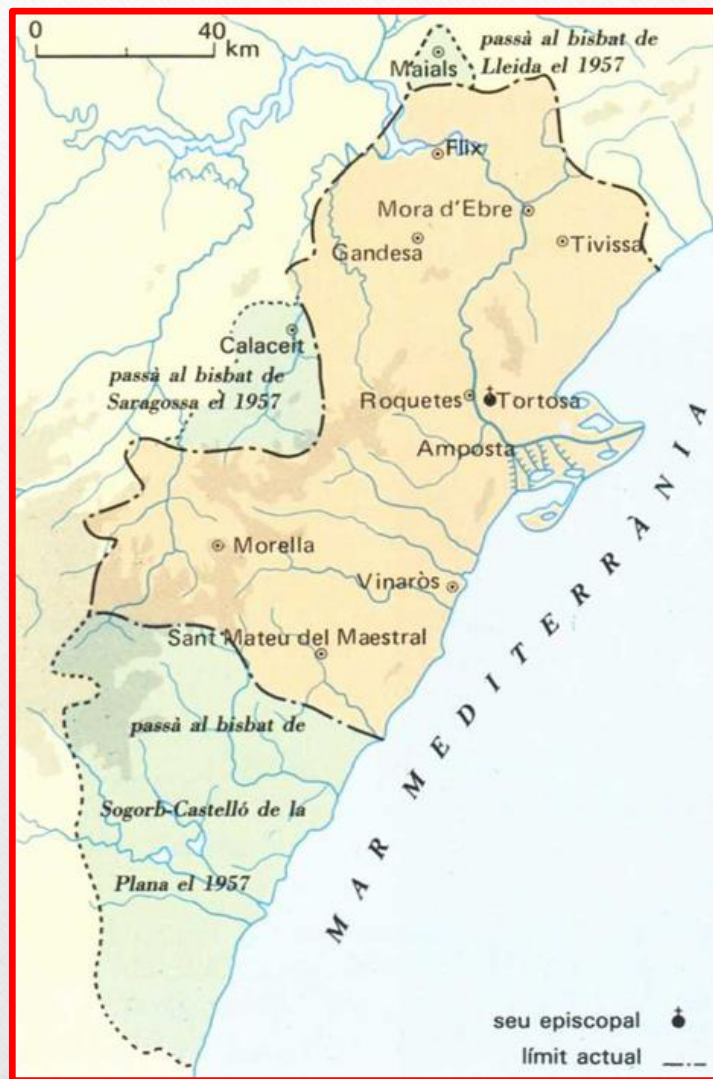 0 40
km
passà al bisbat de
Lleida el 1957
Maials
Flix
Mora d'Ebre
Gandesa
Tivissa
Calaceit
passà al bisbat de
Saragossa el 1957
Roquetes
Tortosa
Amposta
Morella
Vinaròs
Sant Mateu del Maestral
passà al bisbat de
Sogorb-Castelló de la
Plana el 1957
MAR MEDITERRÀNIA
seu episcopal
límit actual